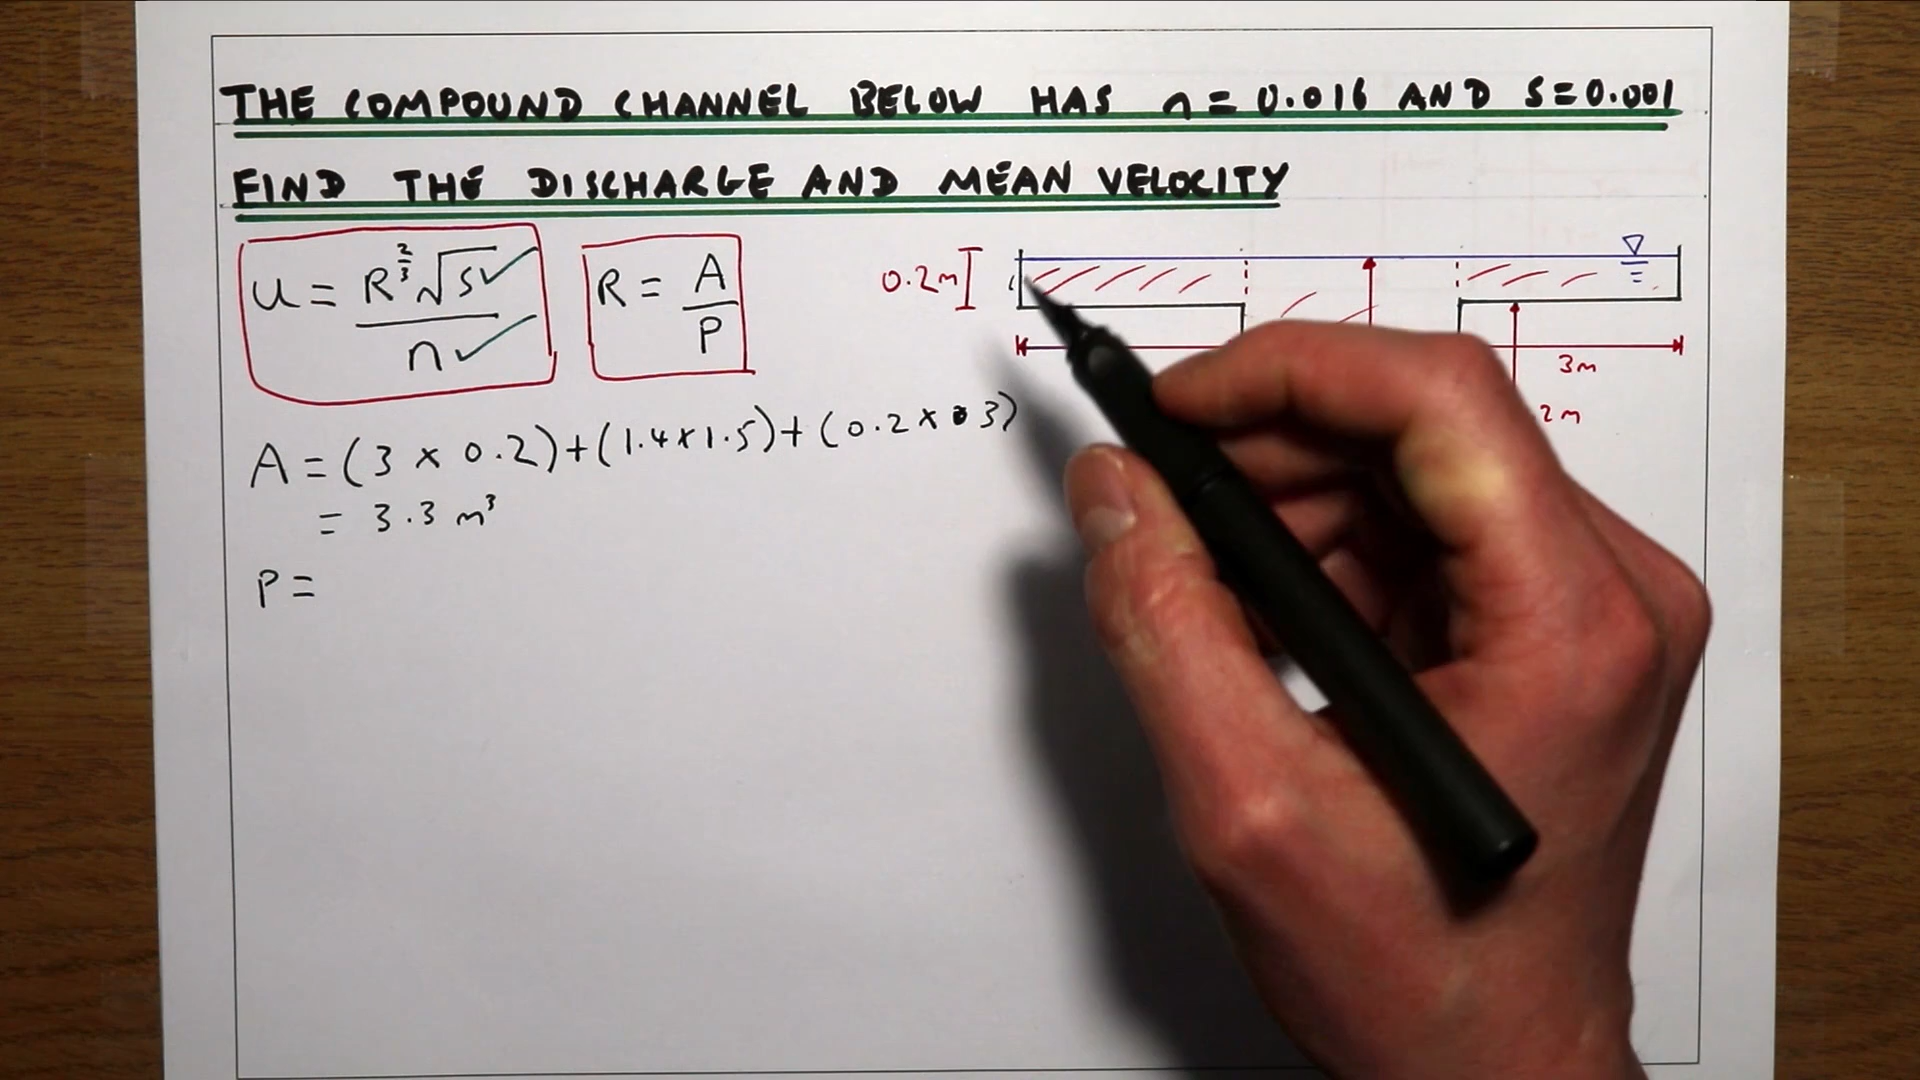 THE COMPOUND CHANNEL BELOW HAS n = 0.016 AND S = 0.001
FIND THE DISCHARGE AND MEAN VELOCITY
u = R^2/3 √s ✓ / n ✓
R = A / P
0.2m
3m
2m
A = (3 × 0.2) + (1.4 × 1.5) + (0.2 × 3)
= 3.3 m³
P =